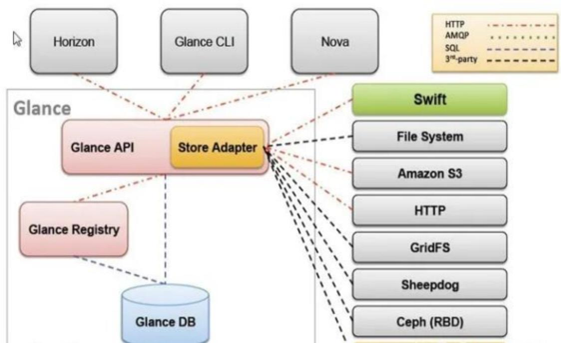 Horizon
Glance CLI
Nova
HTTP
AMQP
SQL
3rd-party
Glance
Swift
Glance API
Store Adapter
File System
Amazon S3
HTTP
Glance Registry
GridFS
Sheepdog
Glance DB
Ceph (RBD)